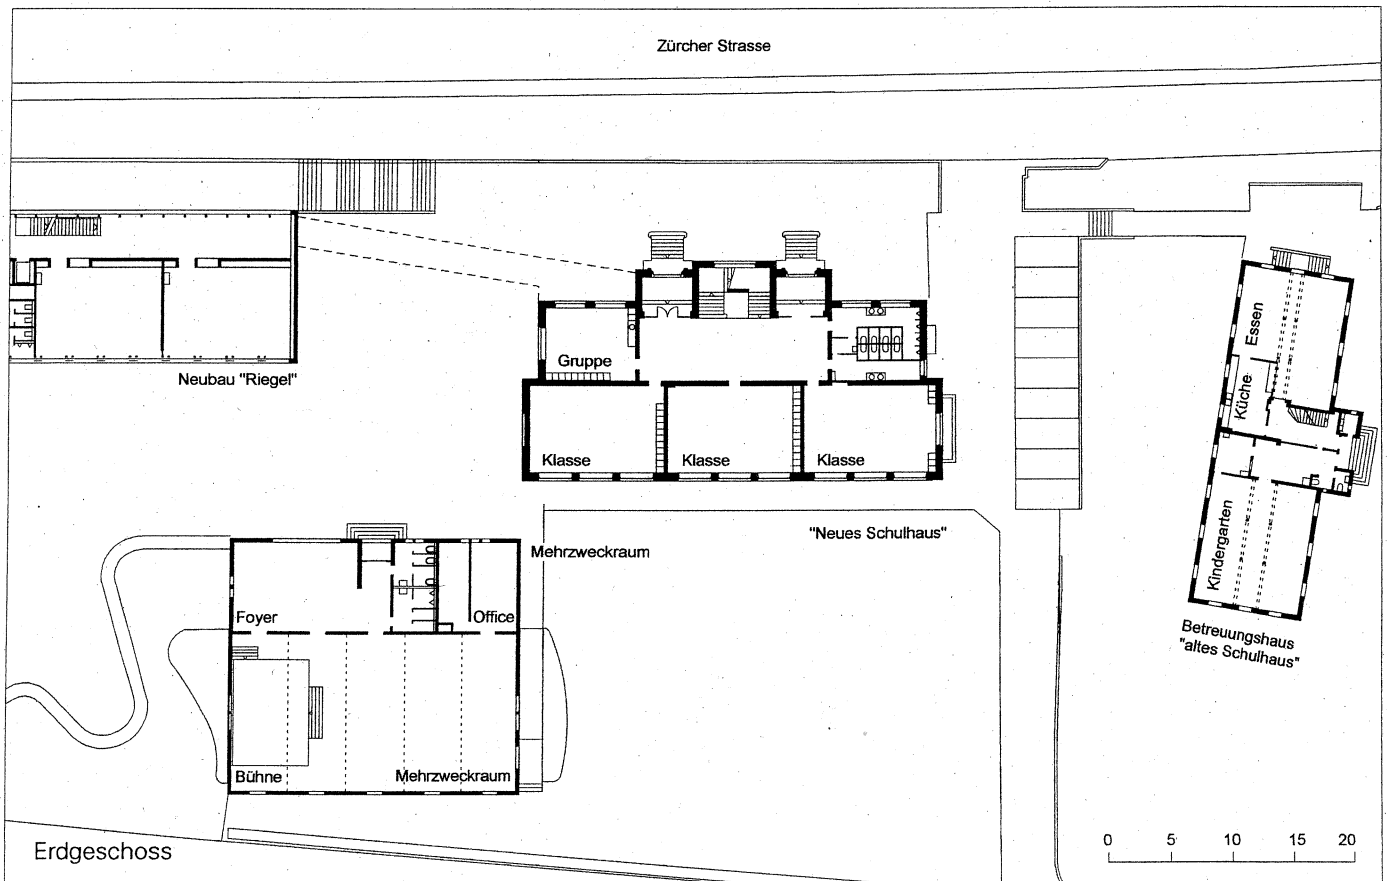 Zürcher Strasse
Neubau "Riegel"
Gruppe
Klasse
Klasse
Klasse
"Neues Schulhaus"
Essen
Küche
Kindergarten
Betreuungshaus
"altes Schulhaus"
Mehrzweckraum
Foyer
Office
Bühne
Mehrzweckraum
Erdgeschoss
0 5 10 15 20